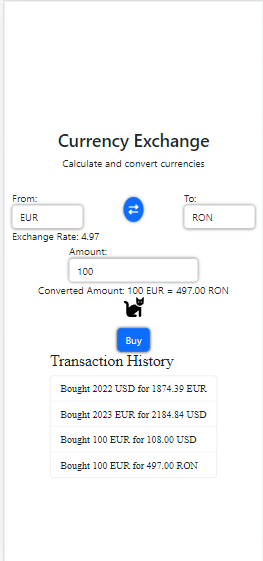 Currency Exchange
Calculate and convert currencies
From:
To:
EUR
RON
Exchange Rate: 4.97
Amount:
100
Converted Amount: 100 EUR = 497.00 RON
Buy
Transaction History
Bought 2022 USD for 1874.39 EUR
Bought 2023 EUR for 2184.84 USD
Bought 100 EUR for 108.00 USD
Bought 100 EUR for 497.00 RON